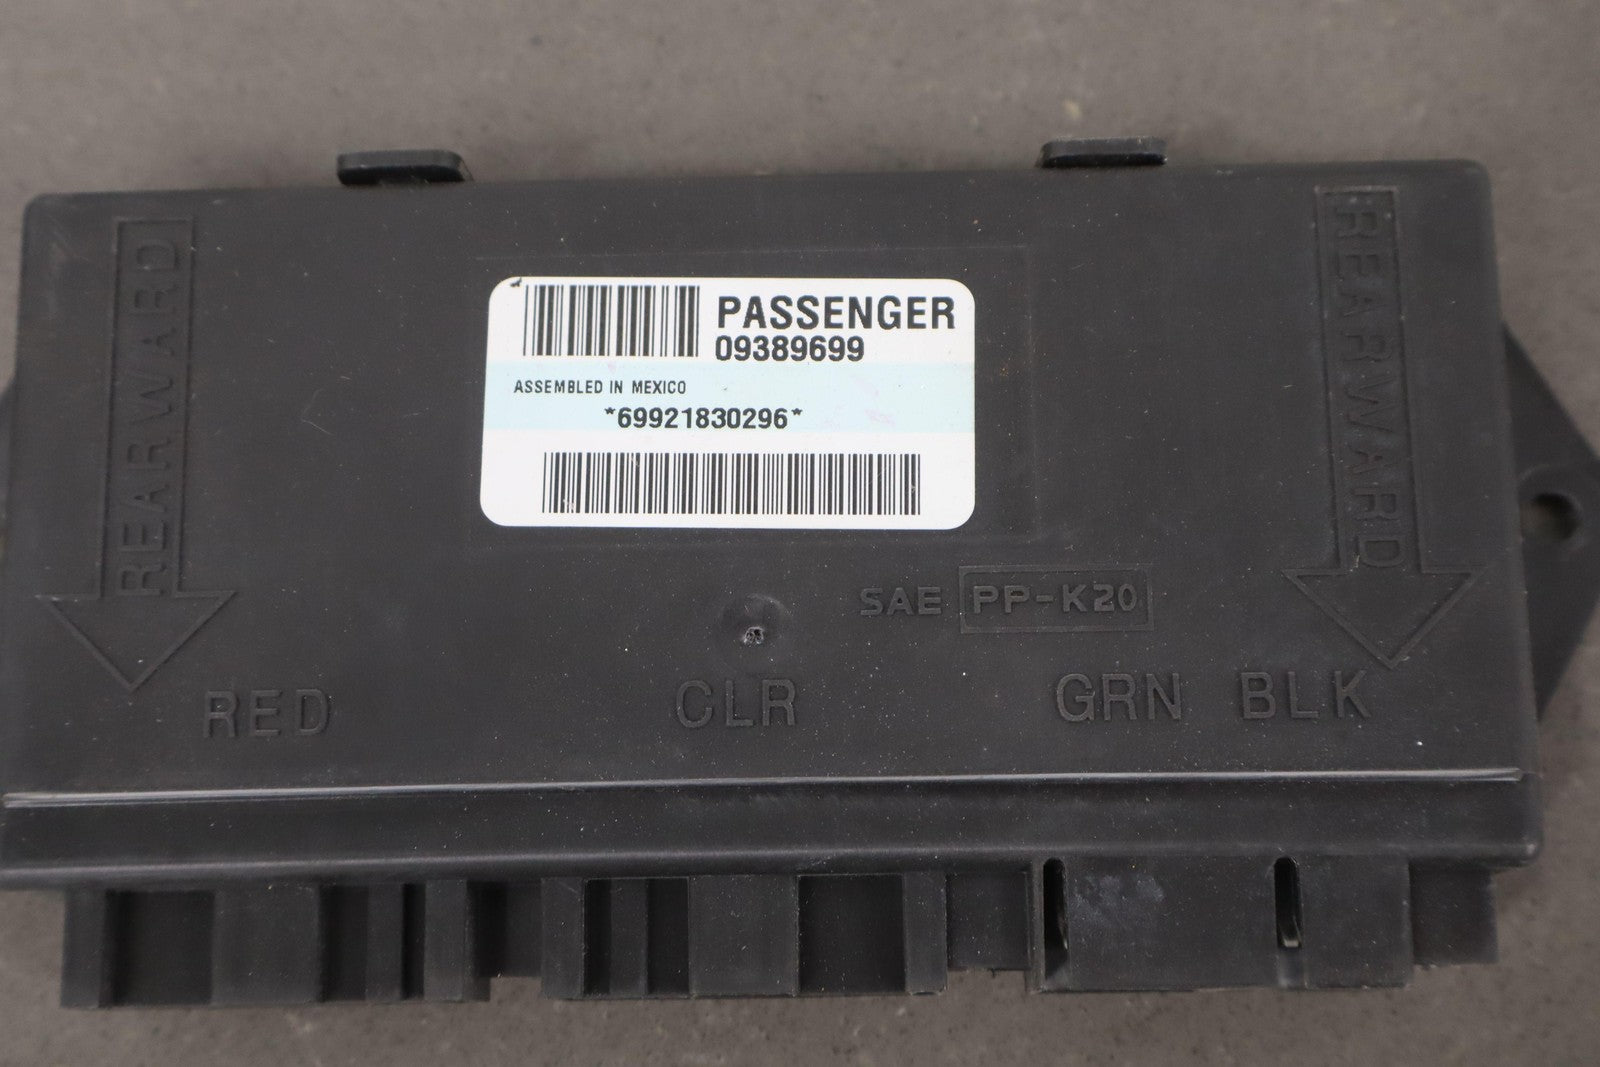 PASSENGER
09389699
ASSEMBLED IN MEXICO
*69921830296*
REARWARD
REARWARD
SAE PP-K20
RED CLR GRN BLK